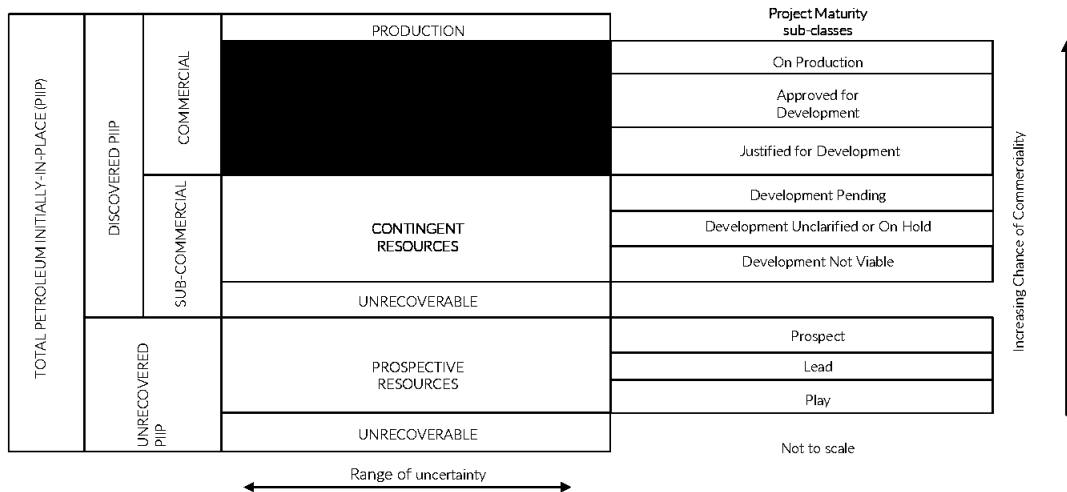 TOTAL PETROLEUM INITIALLY-IN-PLACE (PIIP)
DISCOVERED PIIP
COMMERCIAL
SUB-COMMERCIAL
UNRECOVERED
PIIP
PRODUCTION
CONTINGENT
RESOURCES
UNRECOVERABLE
PROSPECTIVE
RESOURCES
UNRECOVERABLE
Range of uncertainty
Project Maturity
sub-classes
On Production
Approved for
Development
Justified for Development
Development Pending
Development Unclarified or On Hold
Development Not Viable
Prospect
Lead
Play
Not to scale
Increasing Chance of Commerciality